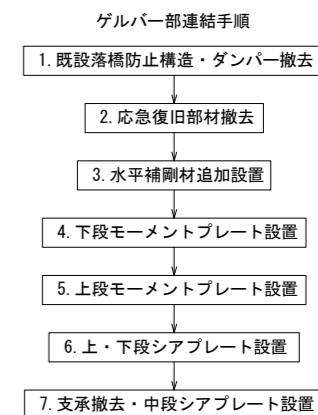 ゲルバー部連結手順
1. 既設落橋防止構造・ダンパー撤去
2. 応急復旧部材撤去
3. 水平補剛材追加設置
4. 下段モーメントプレート設置
5. 上段モーメントプレート設置
6. 上・下段シアプレート設置
7. 支承撤去・中段シアプレート設置